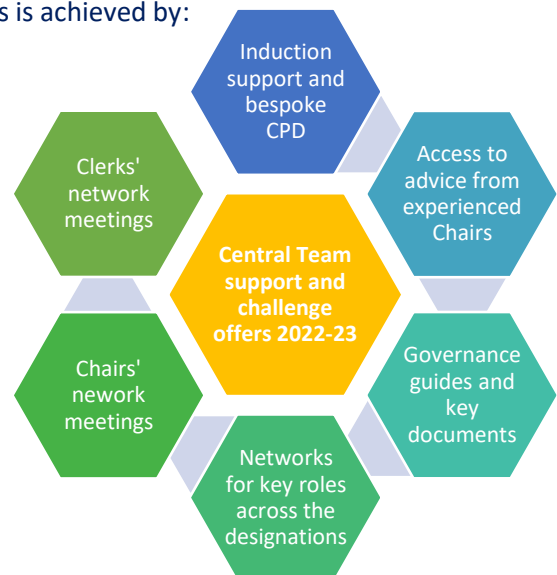 s is achieved by:
Induction
support and
bespoke
CPD
Access to
advice from
experienced
Chairs
Governance
guides and
key
documents
Networks
for key roles
across the
designations
Chairs'
nework
meetings
Clerks'
network
meetings
Central Team
support and
challenge
offers 2022-23